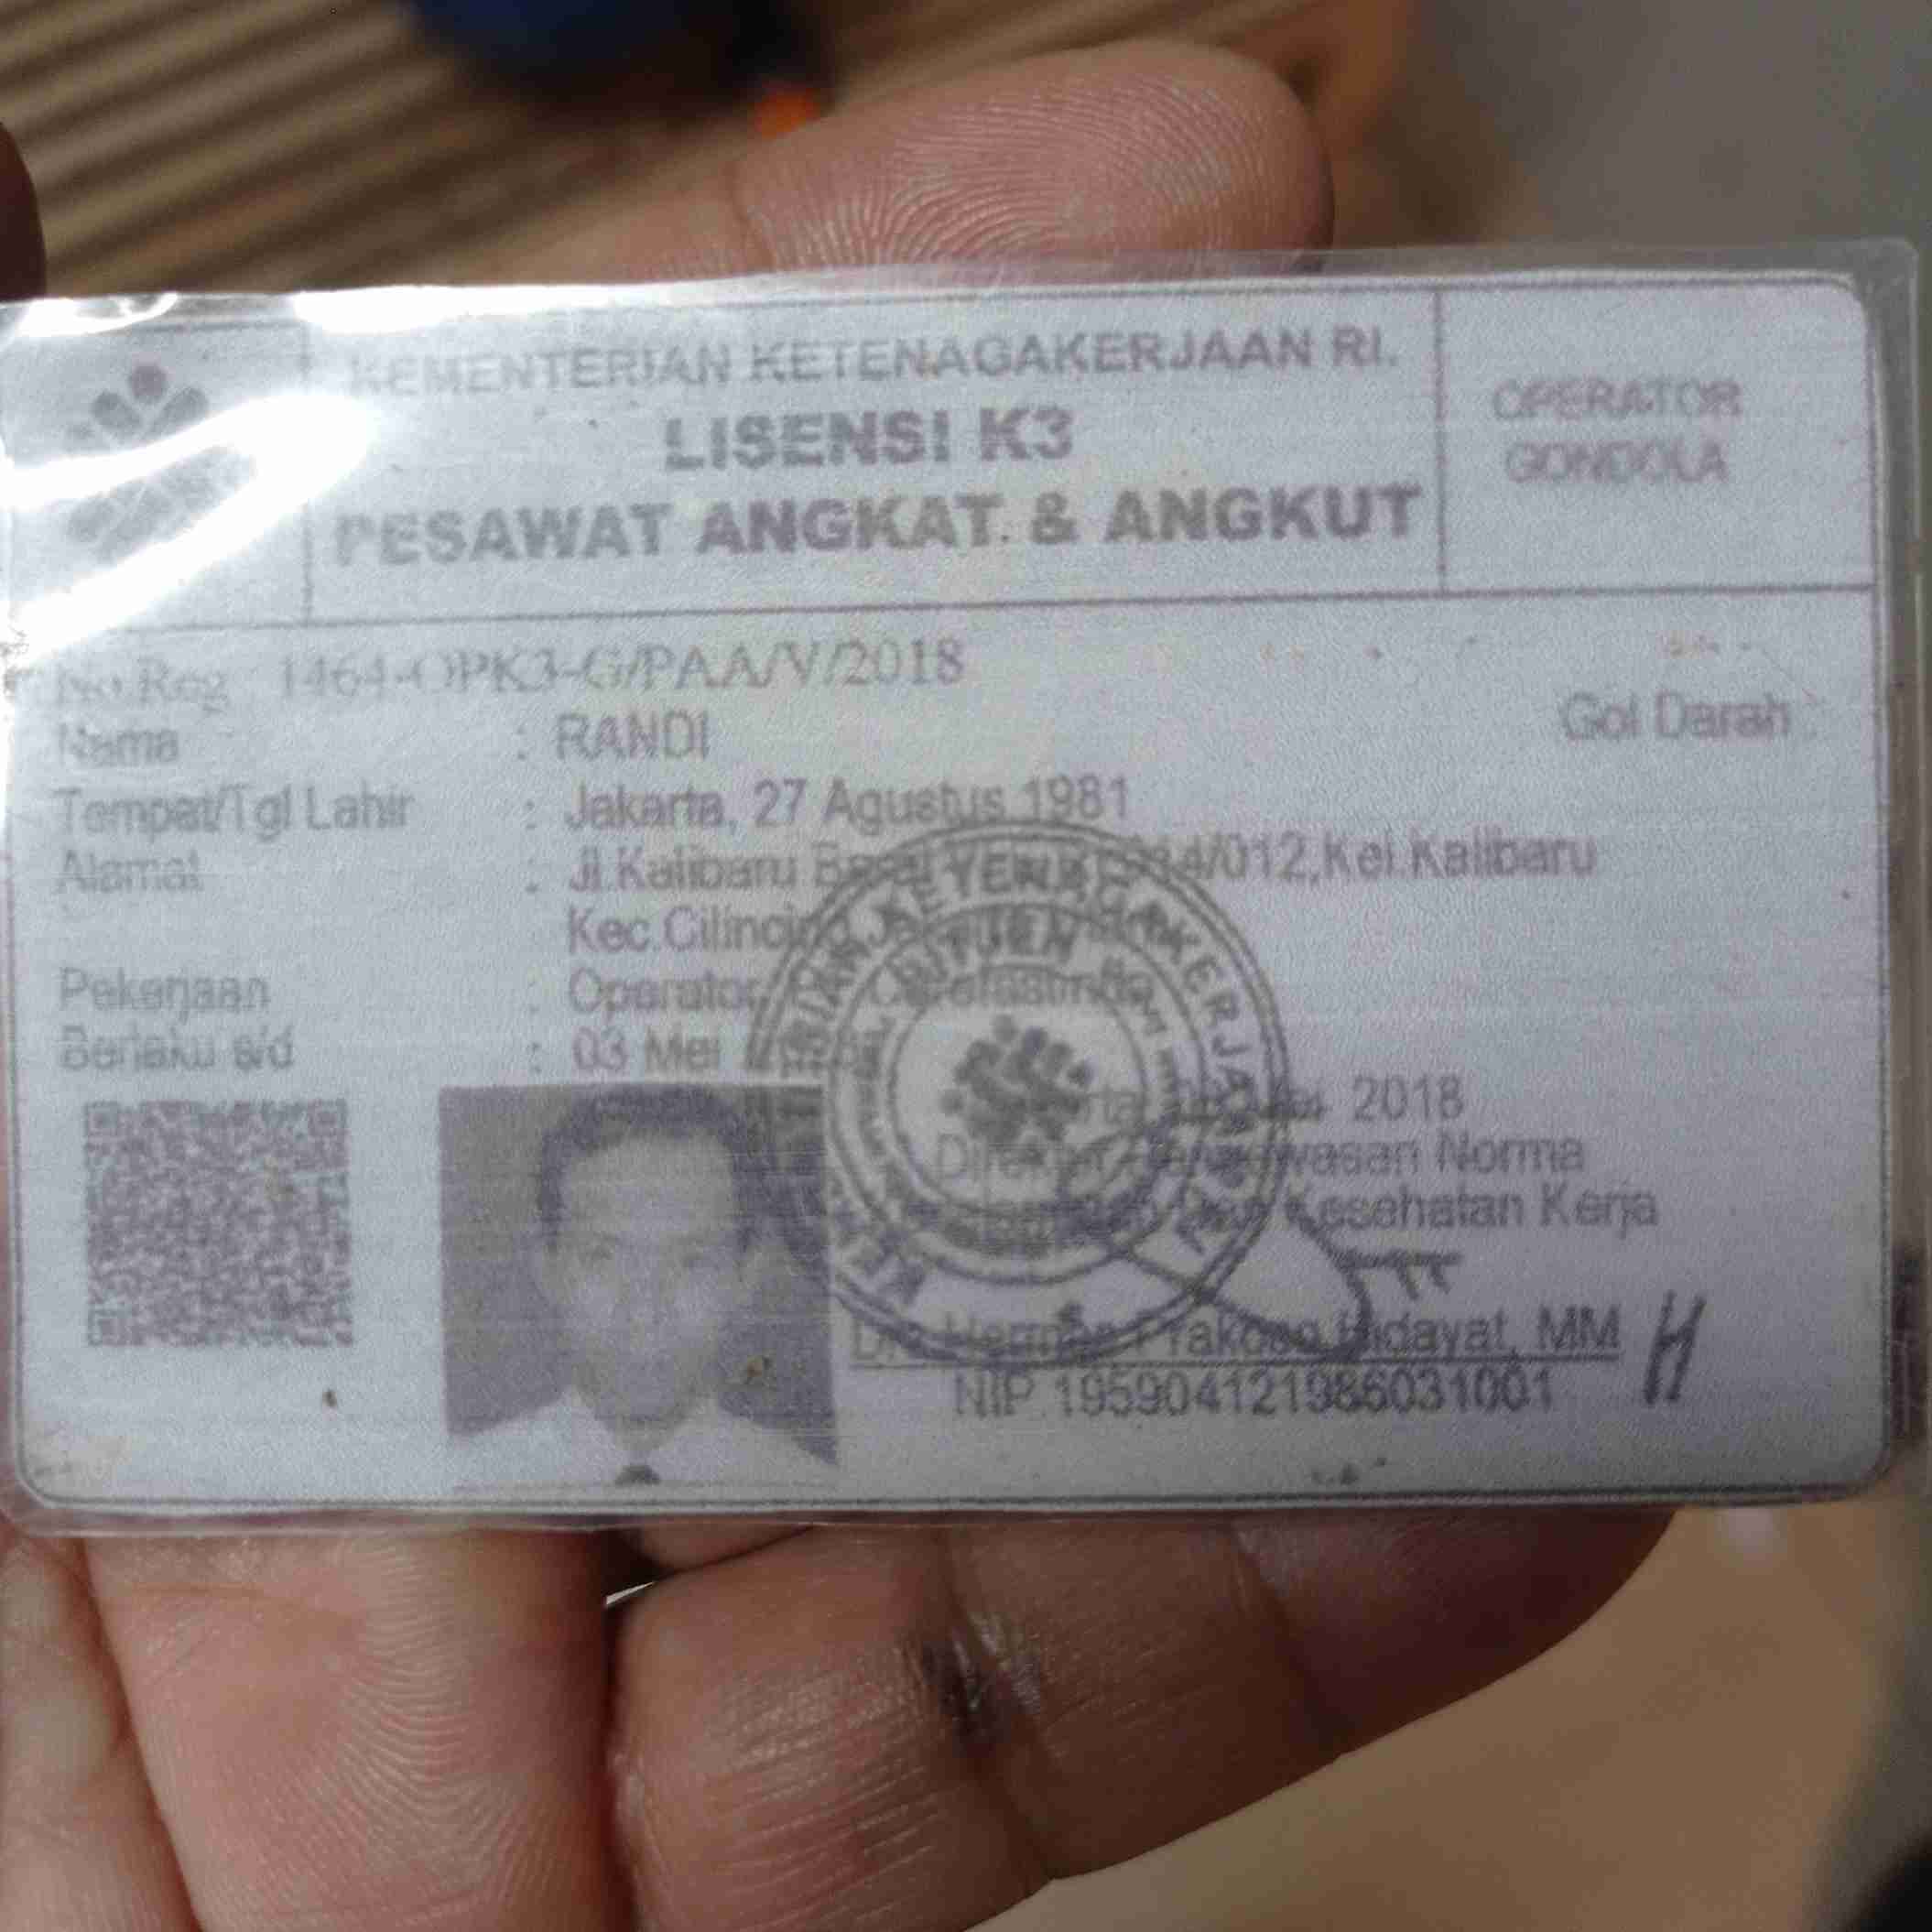 KEMENTERIAN KETENAGAKERJAAN RI.
LISENSI K3
PESAWAT ANGKAT & ANGKUT
OPERATOR
GONDOLA
No.Reg 1464-OPK3-G/PAA/V/2018
Nama : RANDI
Gol Darah :
Tempat/Tgl Lahir : Jakarta, 27 Agustus 1981
Alamat : Jl.Kalibaru /012,Kel.Kalibaru
Kec.Cilincing
Pekerjaan : Operator
Berlaku s/d : 03 Mei
2018
Norma
Kesehatan Kerja
Hidayat, MM
NIP 195904121986031001
KETENAGAKERJAAN